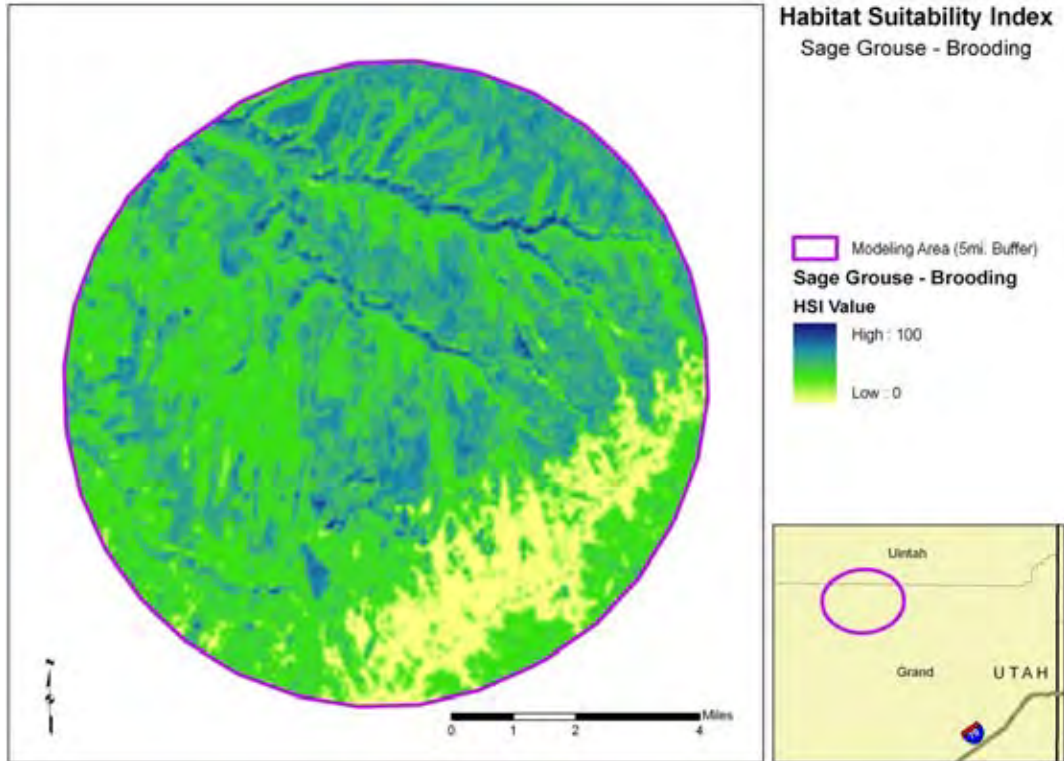 Habitat Suitability Index
Sage Grouse - Brooding
Modeling Area (5mi. Buffer)
Sage Grouse - Brooding
HSI Value
High : 100
Low : 0
Miles
0 1 2 4
Uintah
Grand
UTAH
70